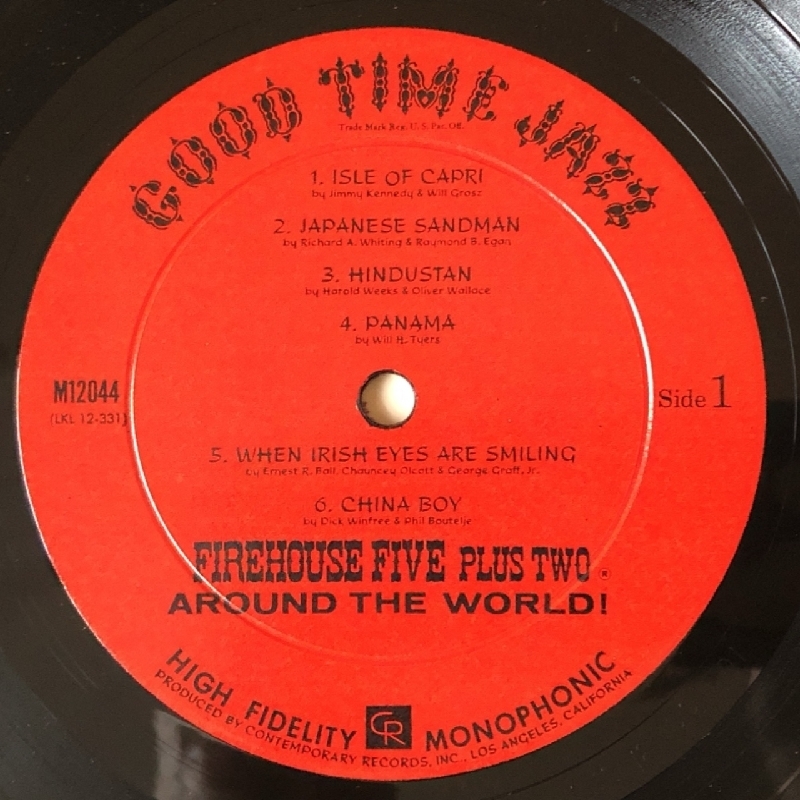 GOOD TIME JAZZ
Trade Mark Reg. U. S. Pat. Off.
1. ISLE OF CAPRI
by Jimmy Kennedy & Will Grosz
2. JAPANESE SANDMAN
by Richard A. Whiting & Raymond B. Egan
3. HINDUSTAN
by Harold Weeks & Oliver Wallace
4. PANAMA
by Will H. Tyers
M12044
(LKL 12-331)
Side 1
5. WHEN IRISH EYES ARE SMILING
by Ernest R. Ball, Chauncey Olcott & George Graff, Jr.
6. CHINA BOY
by Dick Winfree & Phil Boutelje
FIREHOUSE FIVE PLUS TWO ®
AROUND THE WORLD!
HIGH FIDELITY CR MONOPHONIC
PRODUCED BY CONTEMPORARY RECORDS, INC., LOS ANGELES, CALIFORNIA